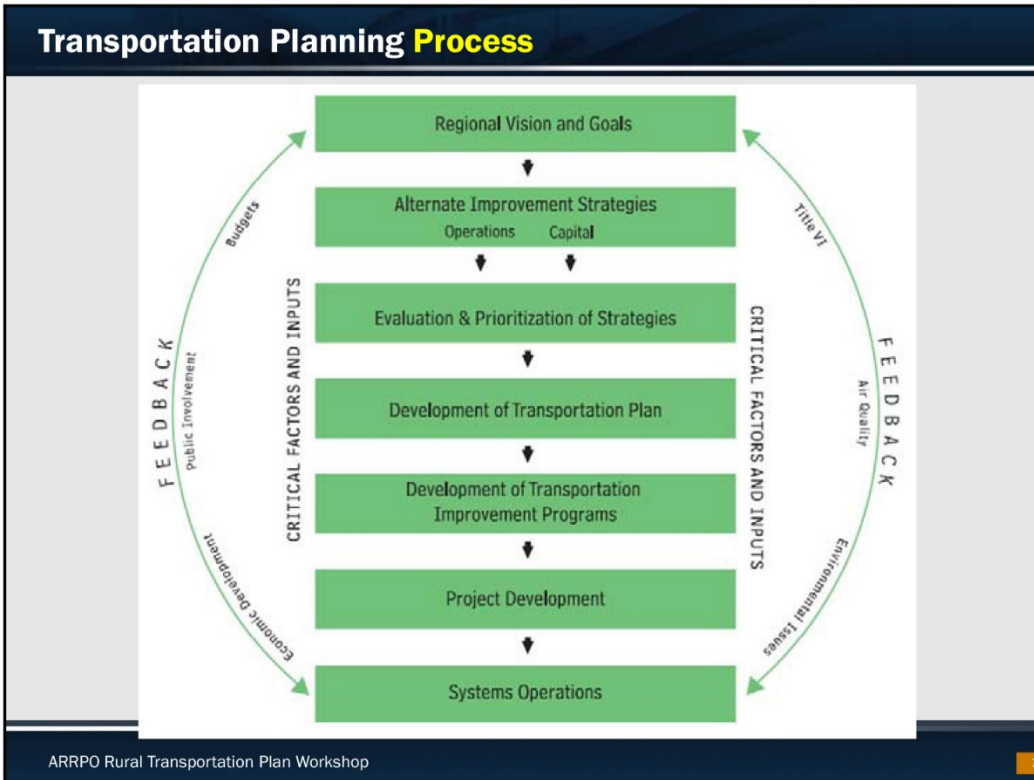 Transportation Planning Process
Regional Vision and Goals
Alternate Improvement Strategies
Operations Capital
Evaluation & Prioritization of Strategies
Development of Transportation Plan
Development of Transportation
Improvement Programs
Project Development
Systems Operations
CRITICAL FACTORS AND INPUTS
FEEDBACK
Budgets
Public Involvement
Economic Development
CRITICAL FACTORS AND INPUTS
FEEDBACK
Title VI
Air Quality
Environmental Issues
ARRPO Rural Transportation Plan Workshop